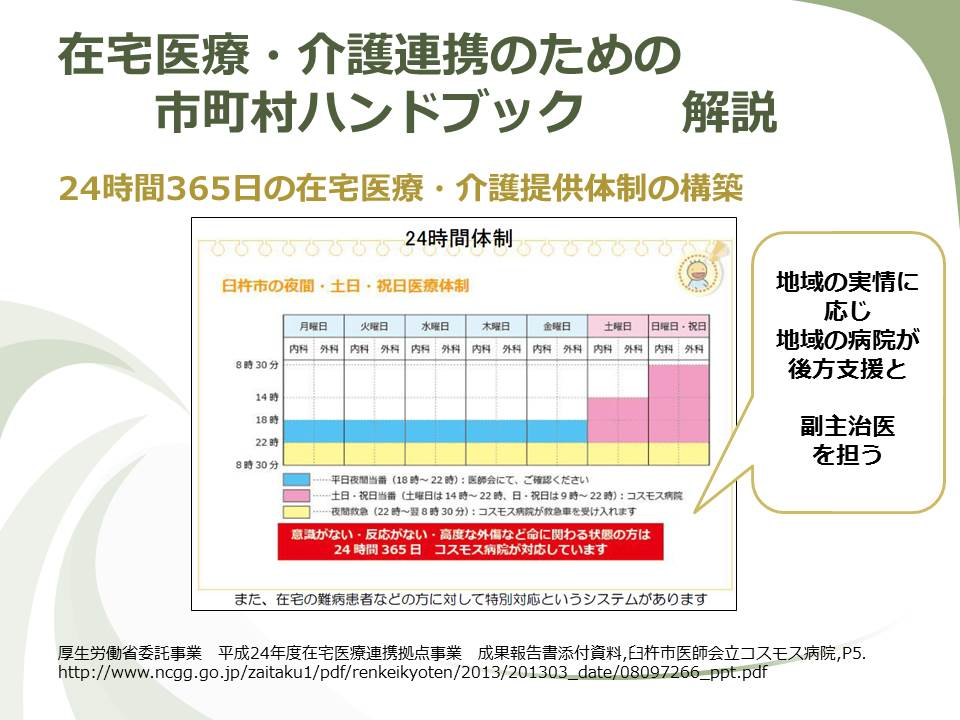 在宅医療・介護連携のための
市町村ハンドブック　　解説
24時間365日の在宅医療・介護提供体制の構築
24時間体制
臼杵市の夜間・土日・祝日医療体制
月曜日 火曜日 水曜日 木曜日 金曜日 土曜日 日曜日・祝日
内科 外科 内科 外科 内科 外科 内科 外科 内科 外科 内科 外科 内科 外科
8時30分
14時
18時
22時
8時30分
……平日夜間当番（18時～22時）：医師会にて、ご確認ください
……土日・祝日当番（土曜日は14時～22時、日・祝日は9時～22時）：コスモス病院
……夜間救急（22時～翌8時30分）：コスモス病院が救急車を受け入れます
意識がない・反応がない・高度な外傷など命に関わる状態の方は
24時間365日　コスモス病院が対応しています
また、在宅の難病患者などの方に対して特別対応というシステムがあります
地域の実情に
応じ
地域の病院が
後方支援と
副主治医
を担う
厚生労働省委託事業　平成24年度在宅医療連携拠点事業　成果報告書添付資料,臼杵市医師会立コスモス病院,P5.
http://www.ncgg.go.jp/zaitaku1/pdf/renkeikyoten/2013/201303_date/08097266_ppt.pdf